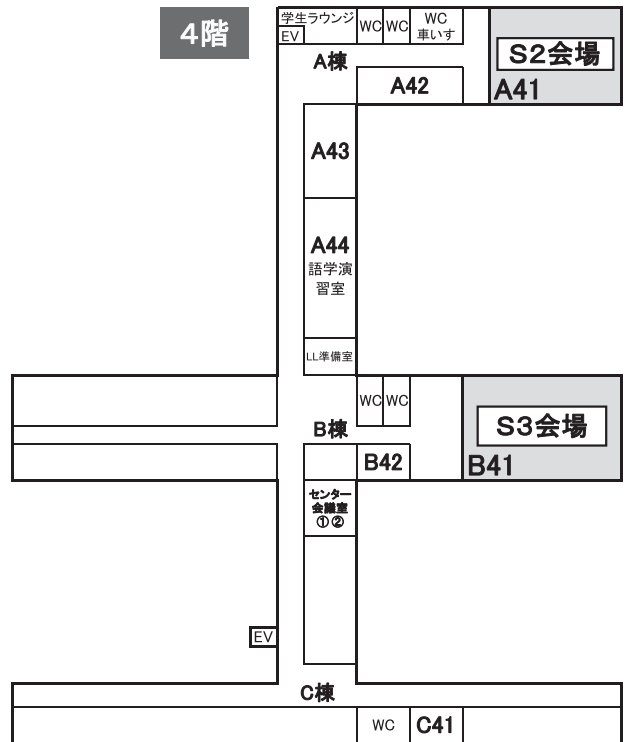 4階
学生ラウンジ
EV
WC
WC
WC
車いす
S2会場
A41
A棟
A42
A43
A44
語学演
習室
LL準備室
WC
WC
S3会場
B41
B棟
B42
センター
会議室
①②
EV
C棟
WC
C41